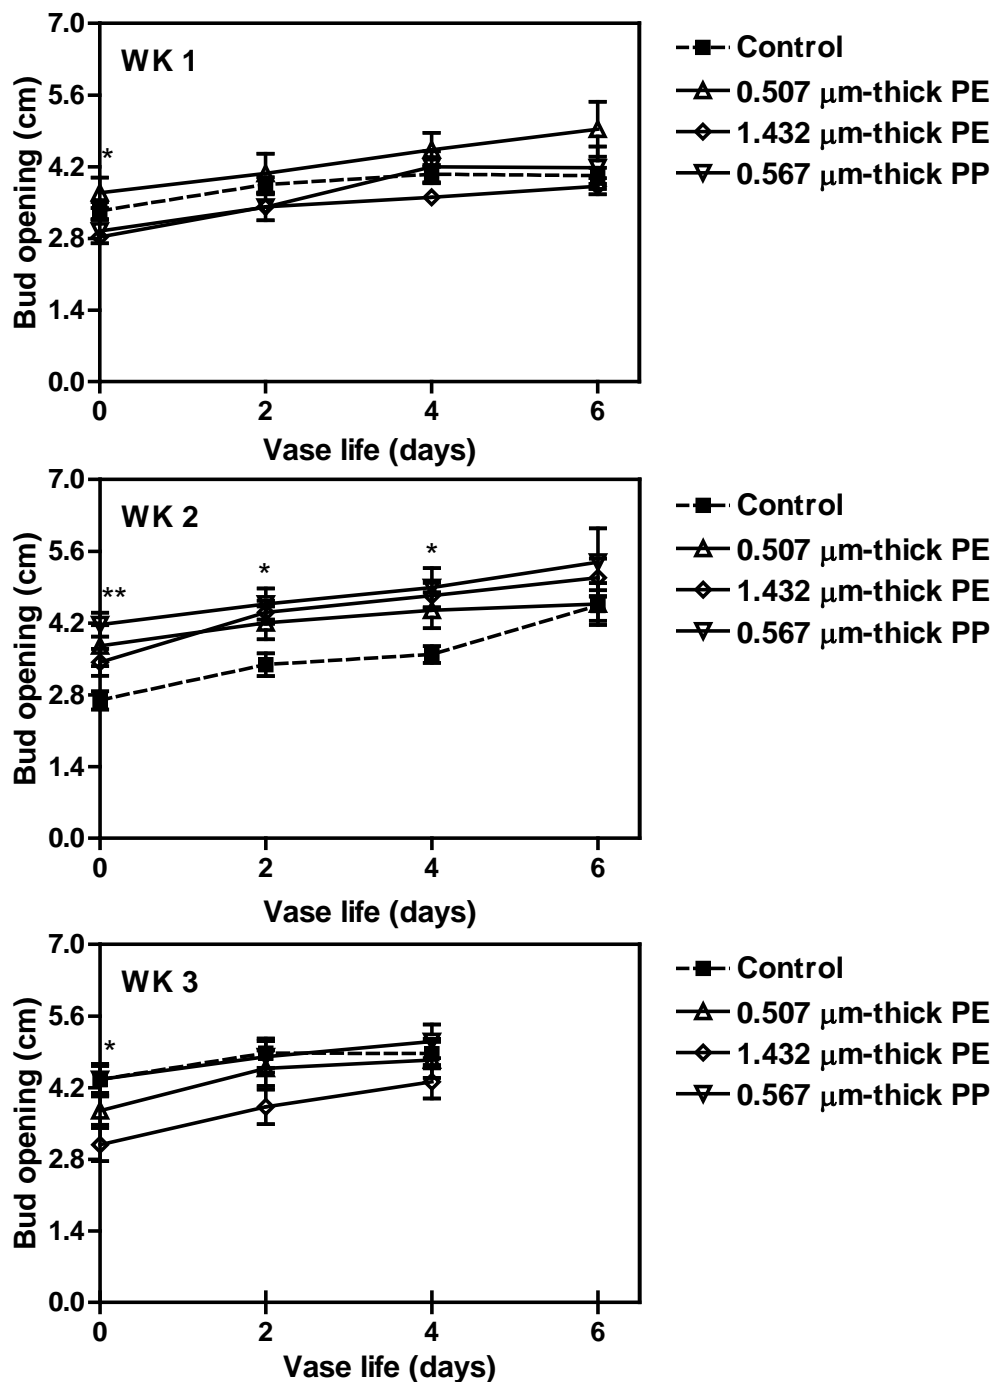 7.0
5.6
4.2
2.8
1.4
0.0
Bud opening (cm)
WK 1
*
0 2 4 6
Vase life (days)
Control
0.507 μm-thick PE
1.432 μm-thick PE
0.567 μm-thick PP
7.0
5.6
4.2
2.8
1.4
0.0
Bud opening (cm)
WK 2
**
*
*
0 2 4 6
Vase life (days)
Control
0.507 μm-thick PE
1.432 μm-thick PE
0.567 μm-thick PP
7.0
5.6
4.2
2.8
1.4
0.0
Bud opening (cm)
WK 3
*
0 2 4 6
Vase life (days)
Control
0.507 μm-thick PE
1.432 μm-thick PE
0.567 μm-thick PP